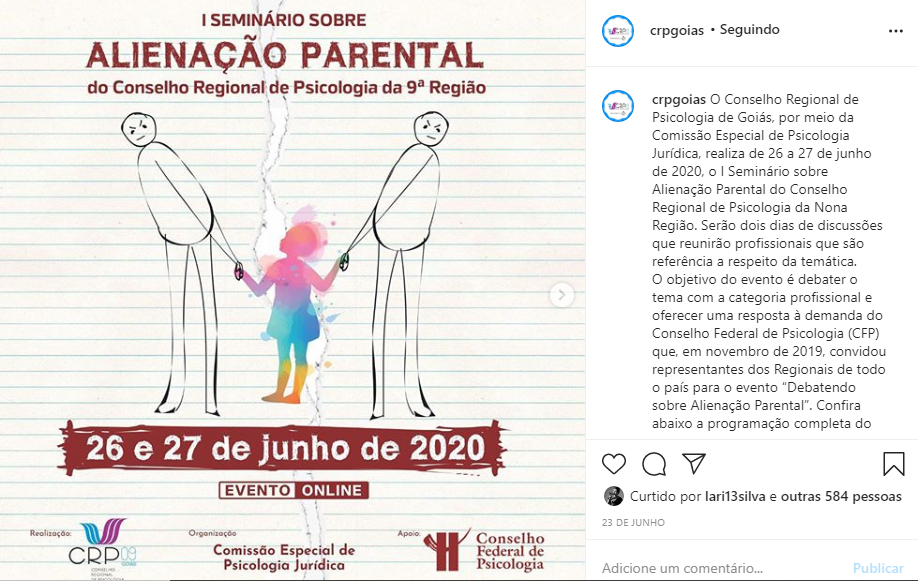 I SEMINÁRIO SOBRE
ALIENAÇÃO PARENTAL
do Conselho Regional de Psicologia da 9ª Região
26 e 27 de junho de 2020
EVENTO ONLINE
Realização:
CRP09
GOIÁS
CONSELHO
REGIONAL
DE PSICOLOGIA
Organização
Comissão Especial de
Psicologia Jurídica
Apoio:
Conselho
Federal de
Psicologia
crpgoias • Seguindo
crpgoias O Conselho Regional de
Psicologia de Goiás, por meio da
Comissão Especial de Psicologia
Jurídica, realiza de 26 a 27 de junho
de 2020, o I Seminário sobre
Alienação Parental do Conselho
Regional de Psicologia da Nona
Região. Serão dois dias de discussões
que reunirão profissionais que são
referência a respeito da temática.
O objetivo do evento é debater o
tema com a categoria profissional e
oferecer uma resposta à demanda do
Conselho Federal de Psicologia (CFP)
que, em novembro de 2019, convidou
representantes dos Regionais de todo
o país para o evento “Debatendo
sobre Alienação Parental”. Confira
abaixo a programação completa do
Curtido por lari13silva e outras 584 pessoas
23 DE JUNHO
Adicione um comentário...
Publicar